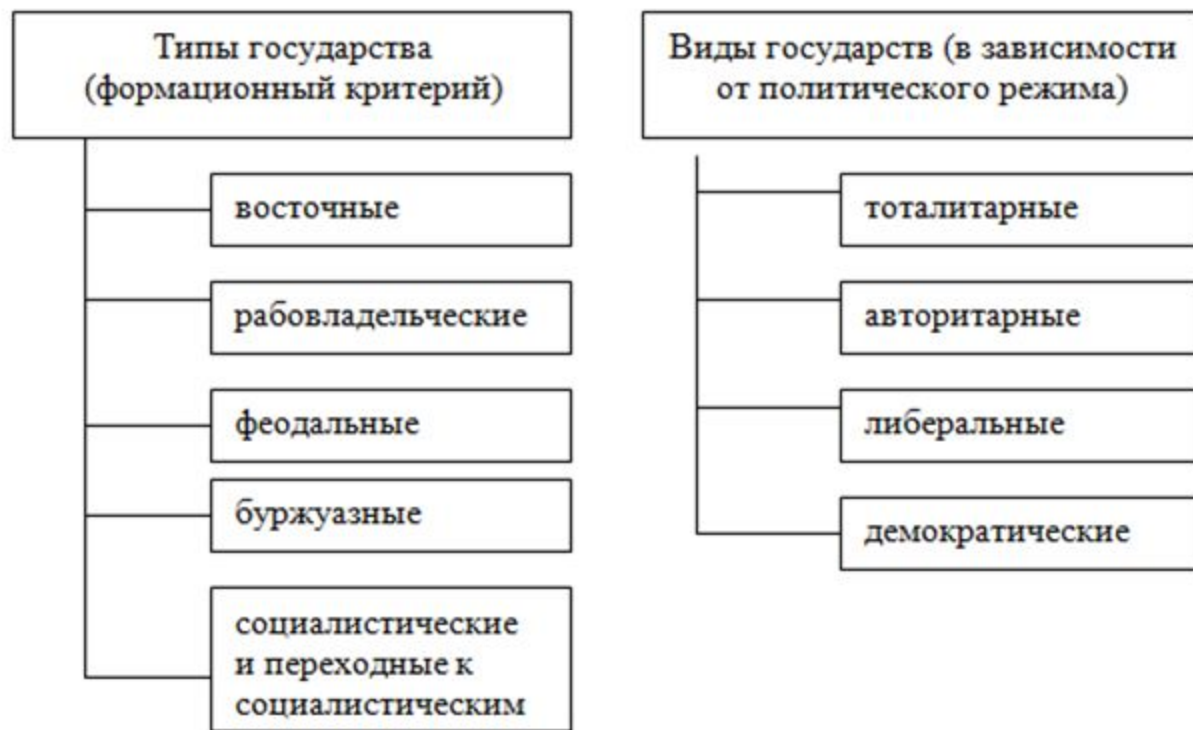 Типы государства
(формационный критерий)
восточные
рабовладельческие
феодальные
буржуазные
социалистические
и переходные к
социалистическим
Виды государств (в зависимости
от политического режима)
тоталитарные
авторитарные
либеральные
демократические